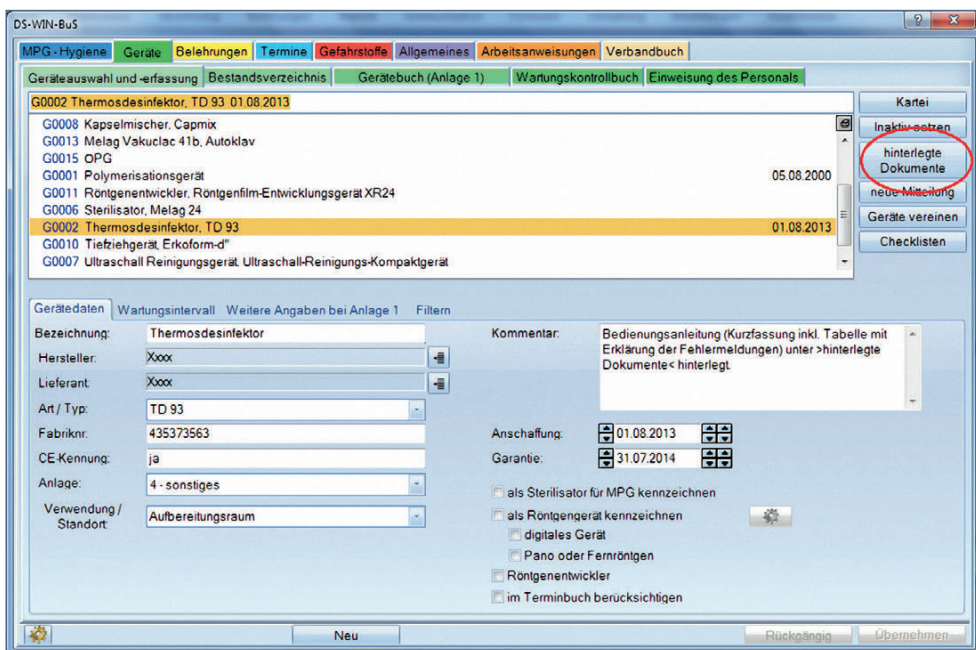 DS-WIN-BuS
MPG - Hygiene Geräte Belehrungen Termine Gefahrstoffe Allgemeines Arbeitsanweisungen Verbandbuch
Geräteauswahl und -erfassung Bestandsverzeichnis Gerätebuch (Anlage 1) Wartungskontrollbuch Einweisung des Personals
G0002 Thermosdesinfektor, TD 93 01.08.2013
Kartei
G0008 Kapselmischer, Capmix
Inaktiv setzen
G0013 Melag Vakuclac 41b, Autoklav
G0015 OPG
hinterlegte
Dokumente
G0001 Polymerisationsgerät 05.08.2000
G0011 Röntgenentwickler, Röntgenfilm-Entwicklungsgerät XR24
neue Mitteilung
G0006 Sterilisator, Melag 24
Geräte vereinen
G0002 Thermosdesinfektor, TD 93 01.08.2013
G0010 Tiefziehgerät, Erkoform-d"
Checklisten
G0007 Ultraschall Reinigungsgerät, Ultraschall-Reinigungs-Kompaktgerät
Gerätedaten Wartungsintervall Weitere Angaben bei Anlage 1 Filtern
Bezeichnung: Thermosdesinfektor
Hersteller: Xxxx
Lieferant: Xxxx
Art / Typ: TD 93
Fabriknr.: 435373563
CE-Kennung: ja
Anlage: 4 - sonstiges
Verwendung /
Standort: Aufbereitungsraum
Kommentar: Bedienungsanleitung (Kurzfassung inkl. Tabelle mit
Erklärung der Fehlermeldungen) unter >hinterlegte
Dokumente< hinterlegt.
Anschaffung: 01.08.2013
Garantie: 31.07.2014
als Sterilisator für MPG kennzeichnen
als Röntgengerät kennzeichnen
digitales Gerät
Pano oder Fernröntgen
Röntgenentwickler
im Terminbuch berücksichtigen
Neu Rückgängig Übernehmen